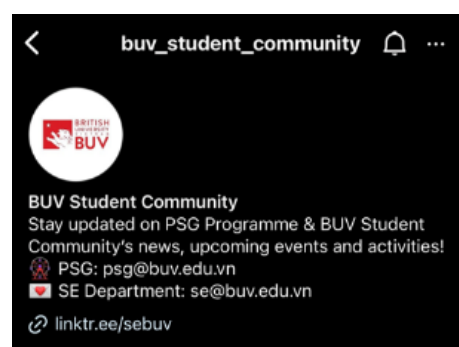 buv_student_community
BRITISH
UNIVERSITY
VIETNAM
BUV
BUV Student Community
Stay updated on PSG Programme & BUV Student
Community's news, upcoming events and activities!
PSG: psg@buv.edu.vn
SE Department: se@buv.edu.vn
linktr.ee/sebuv